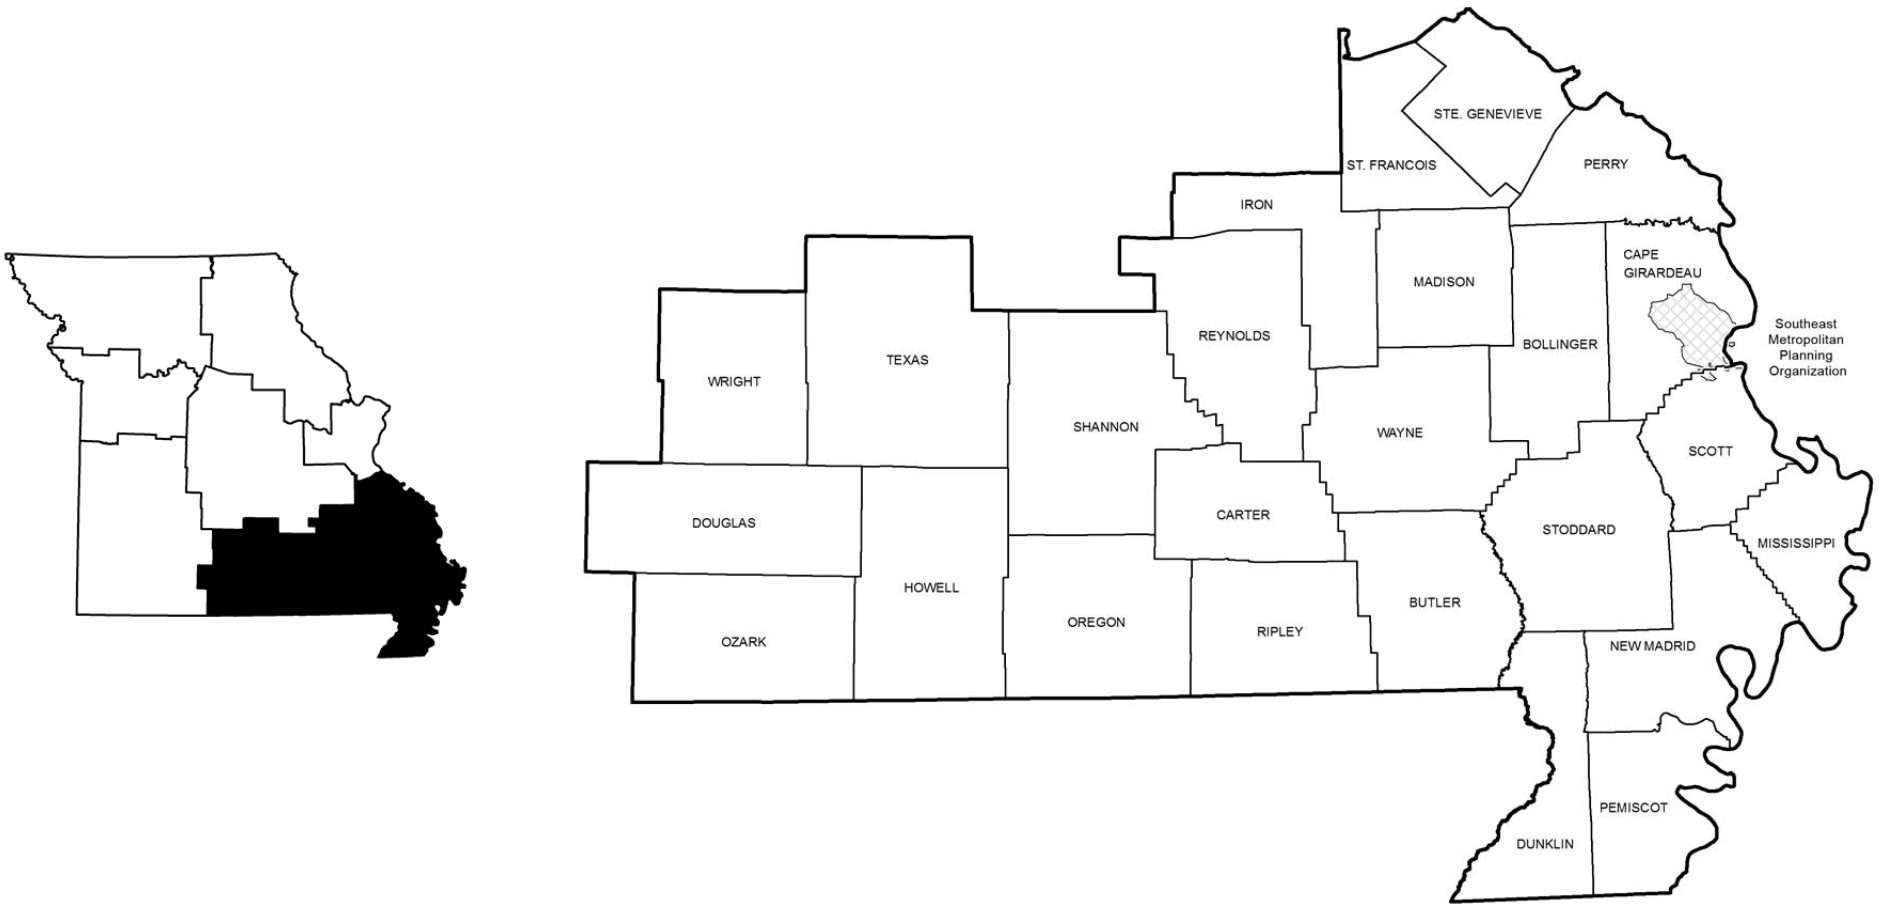 STE. GENEVIEVE
ST. FRANCOIS
PERRY
IRON
CAPE
GIRARDEAU
MADISON
Southeast
Metropolitan
Planning
Organization
REYNOLDS
BOLLINGER
TEXAS
WRIGHT
SHANNON
WAYNE
SCOTT
CARTER
DOUGLAS
STODDARD
MISSISSIPPI
HOWELL
BUTLER
OREGON
RIPLEY
OZARK
NEW MADRID
PEMISCOT
DUNKLIN